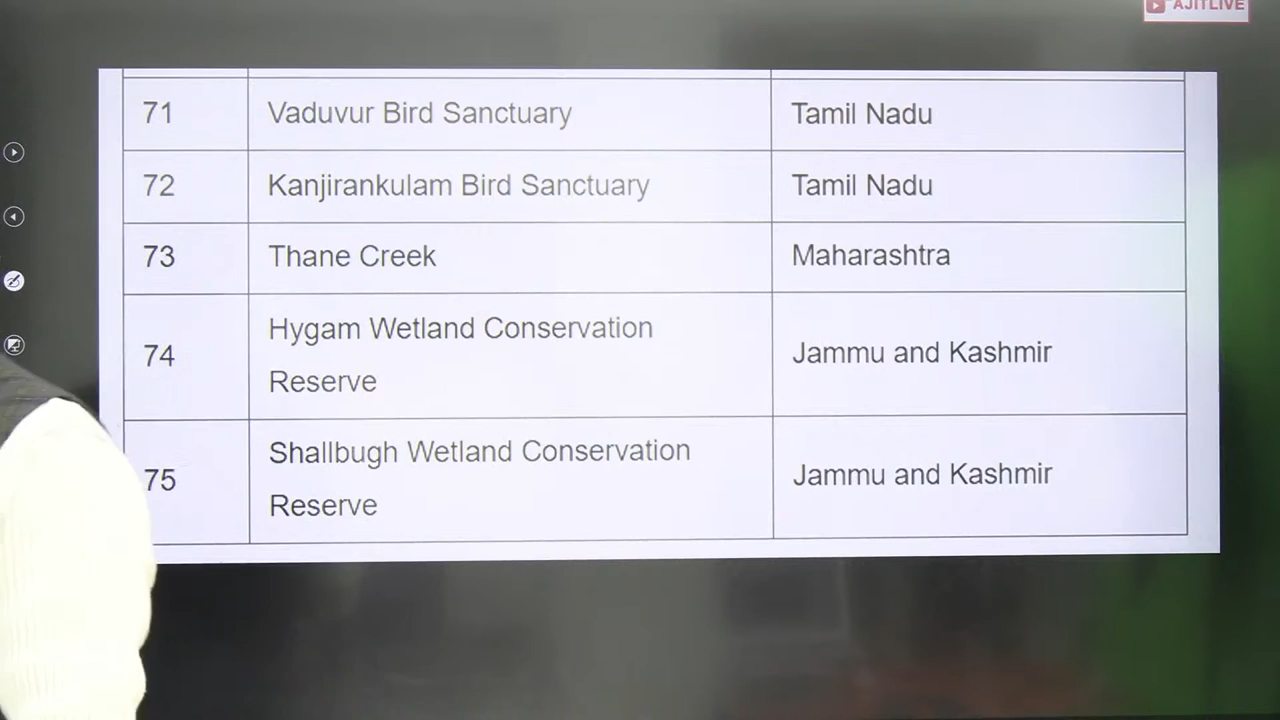 AJITLIVE
71 Vaduvur Bird Sanctuary Tamil Nadu
72 Kanjirankulam Bird Sanctuary Tamil Nadu
73 Thane Creek Maharashtra
74 Hygam Wetland Conservation Reserve Jammu and Kashmir
75 Shallbugh Wetland Conservation Reserve Jammu and Kashmir